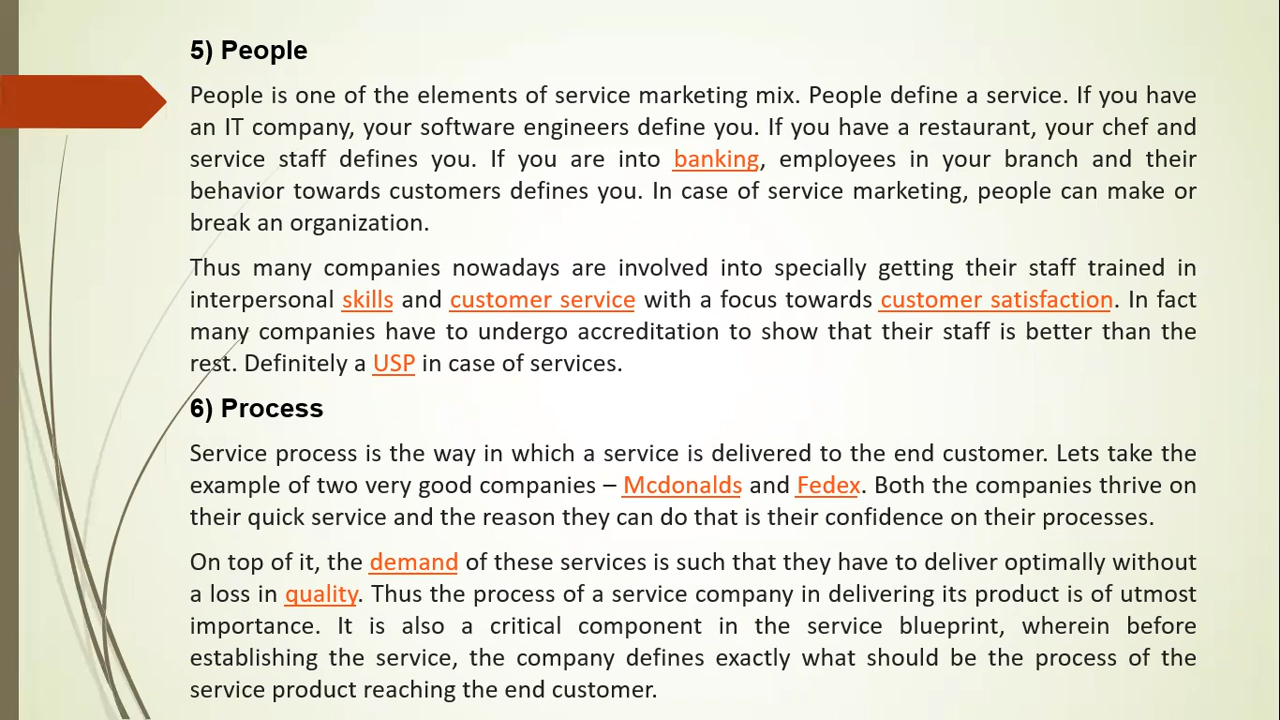 5) People
People is one of the elements of service marketing mix. People define a service. If you have
an IT company, your software engineers define you. If you have a restaurant, your chef and
service staff defines you. If you are into banking, employees in your branch and their
behavior towards customers defines you. In case of service marketing, people can make or
break an organization.
Thus many companies nowadays are involved into specially getting their staff trained in
interpersonal skills and customer service with a focus towards customer satisfaction. In fact
many companies have to undergo accreditation to show that their staff is better than the
rest. Definitely a USP in case of services.
6) Process
Service process is the way in which a service is delivered to the end customer. Lets take the
example of two very good companies – Mcdonalds and Fedex. Both the companies thrive on
their quick service and the reason they can do that is their confidence on their processes.
On top of it, the demand of these services is such that they have to deliver optimally without
a loss in quality. Thus the process of a service company in delivering its product is of utmost
importance. It is also a critical component in the service blueprint, wherein before
establishing the service, the company defines exactly what should be the process of the
service product reaching the end customer.